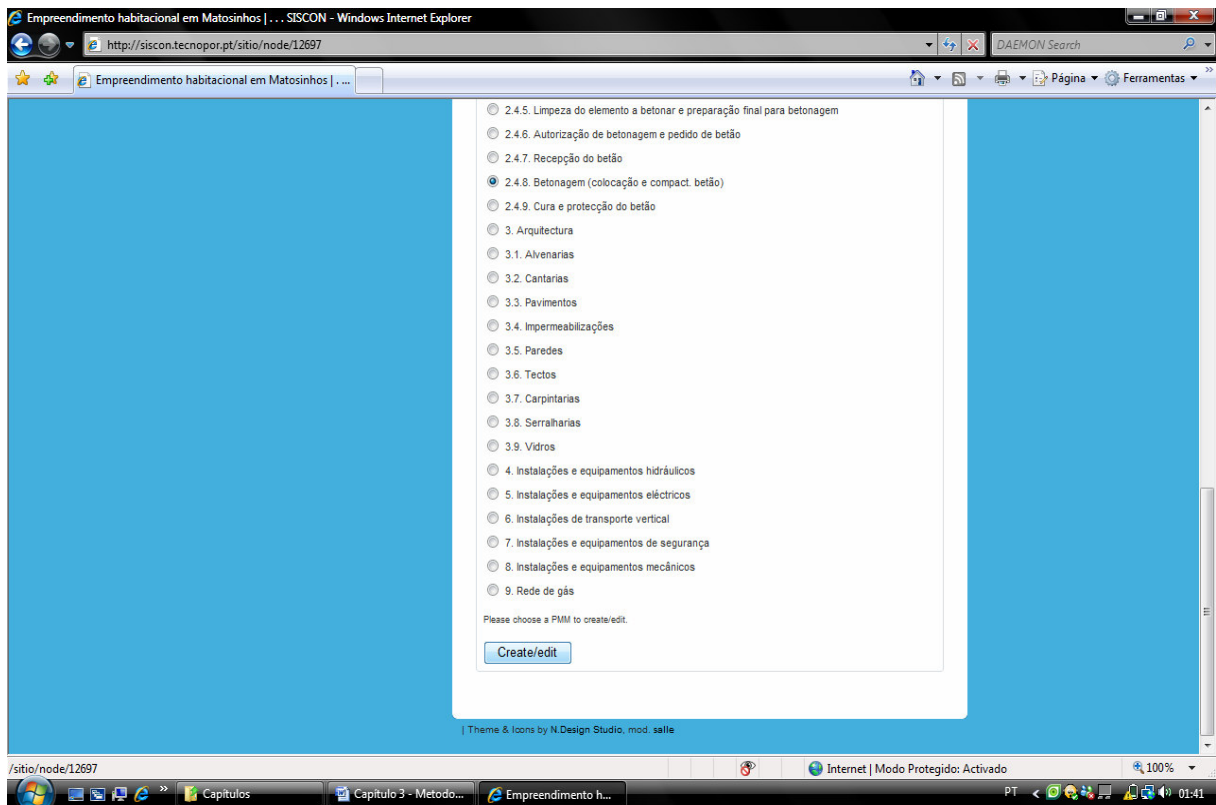 Empreendimento habitacional em Matosinhos | . . . SISCON - Windows Internet Explorer
http://siscon.tecnopor.pt/sitio/node/12697
DAEMON Search
Empreendimento habitacional em Matosinhos | . ...
Página
Ferramentas
2.4.5. Limpeza do elemento a betonar e preparação final para betonagem
2.4.6. Autorização de betonagem e pedido de betão
2.4.7. Recepção do betão
2.4.8. Betonagem (colocação e compact. betão)
2.4.9. Cura e protecção do betão
3. Arquitectura
3.1. Alvenarias
3.2. Cantarias
3.3. Pavimentos
3.4. Impermeabilizações
3.5. Paredes
3.6. Tectos
3.7. Carpintarias
3.8. Serralharias
3.9. Vidros
4. Instalações e equipamentos hidráulicos
5. Instalações e equipamentos eléctricos
6. Instalações de transporte vertical
7. Instalações e equipamentos de segurança
8. Instalações e equipamentos mecânicos
9. Rede de gás
Please choose a PMM to create/edit.
Create/edit
| Theme & Icons by N.Design Studio, mod. salle
/sitio/node/12697
Internet | Modo Protegido: Activado
100%
Capítulos
Capítulo 3 - Metodo...
Empreendimento h...
PT
01:41